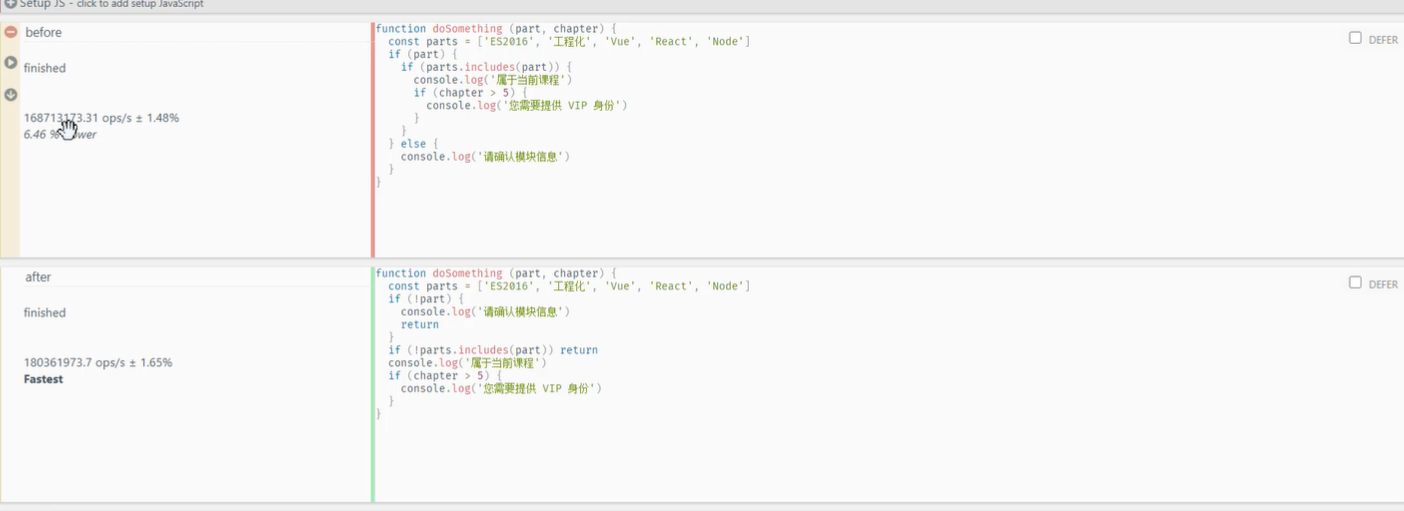 Setup JS - click to add setup JavaScript
before
finished
168713173.31 ops/s ± 1.48%
6.46 %
function doSomething (part, chapter) {
const parts = ['ES2016', '工程化', 'Vue', 'React', 'Node']
if (part) {
if (parts.includes(part)) {
console.log('属于当前课程')
if (chapter > 5) {
console.log('您需要提供 VIP 身份')
}
}
} else {
console.log('请确认模块信息')
}
}
DEFER
after
finished
180361973.7 ops/s ± 1.65%
Fastest
function doSomething (part, chapter) {
const parts = ['ES2016', '工程化', 'Vue', 'React', 'Node']
if (!part) {
console.log('请确认模块信息')
return
}
if (!parts.includes(part)) return
console.log('属于当前课程')
if (chapter > 5) {
console.log('您需要提供 VIP 身份')
}
}
DEFER